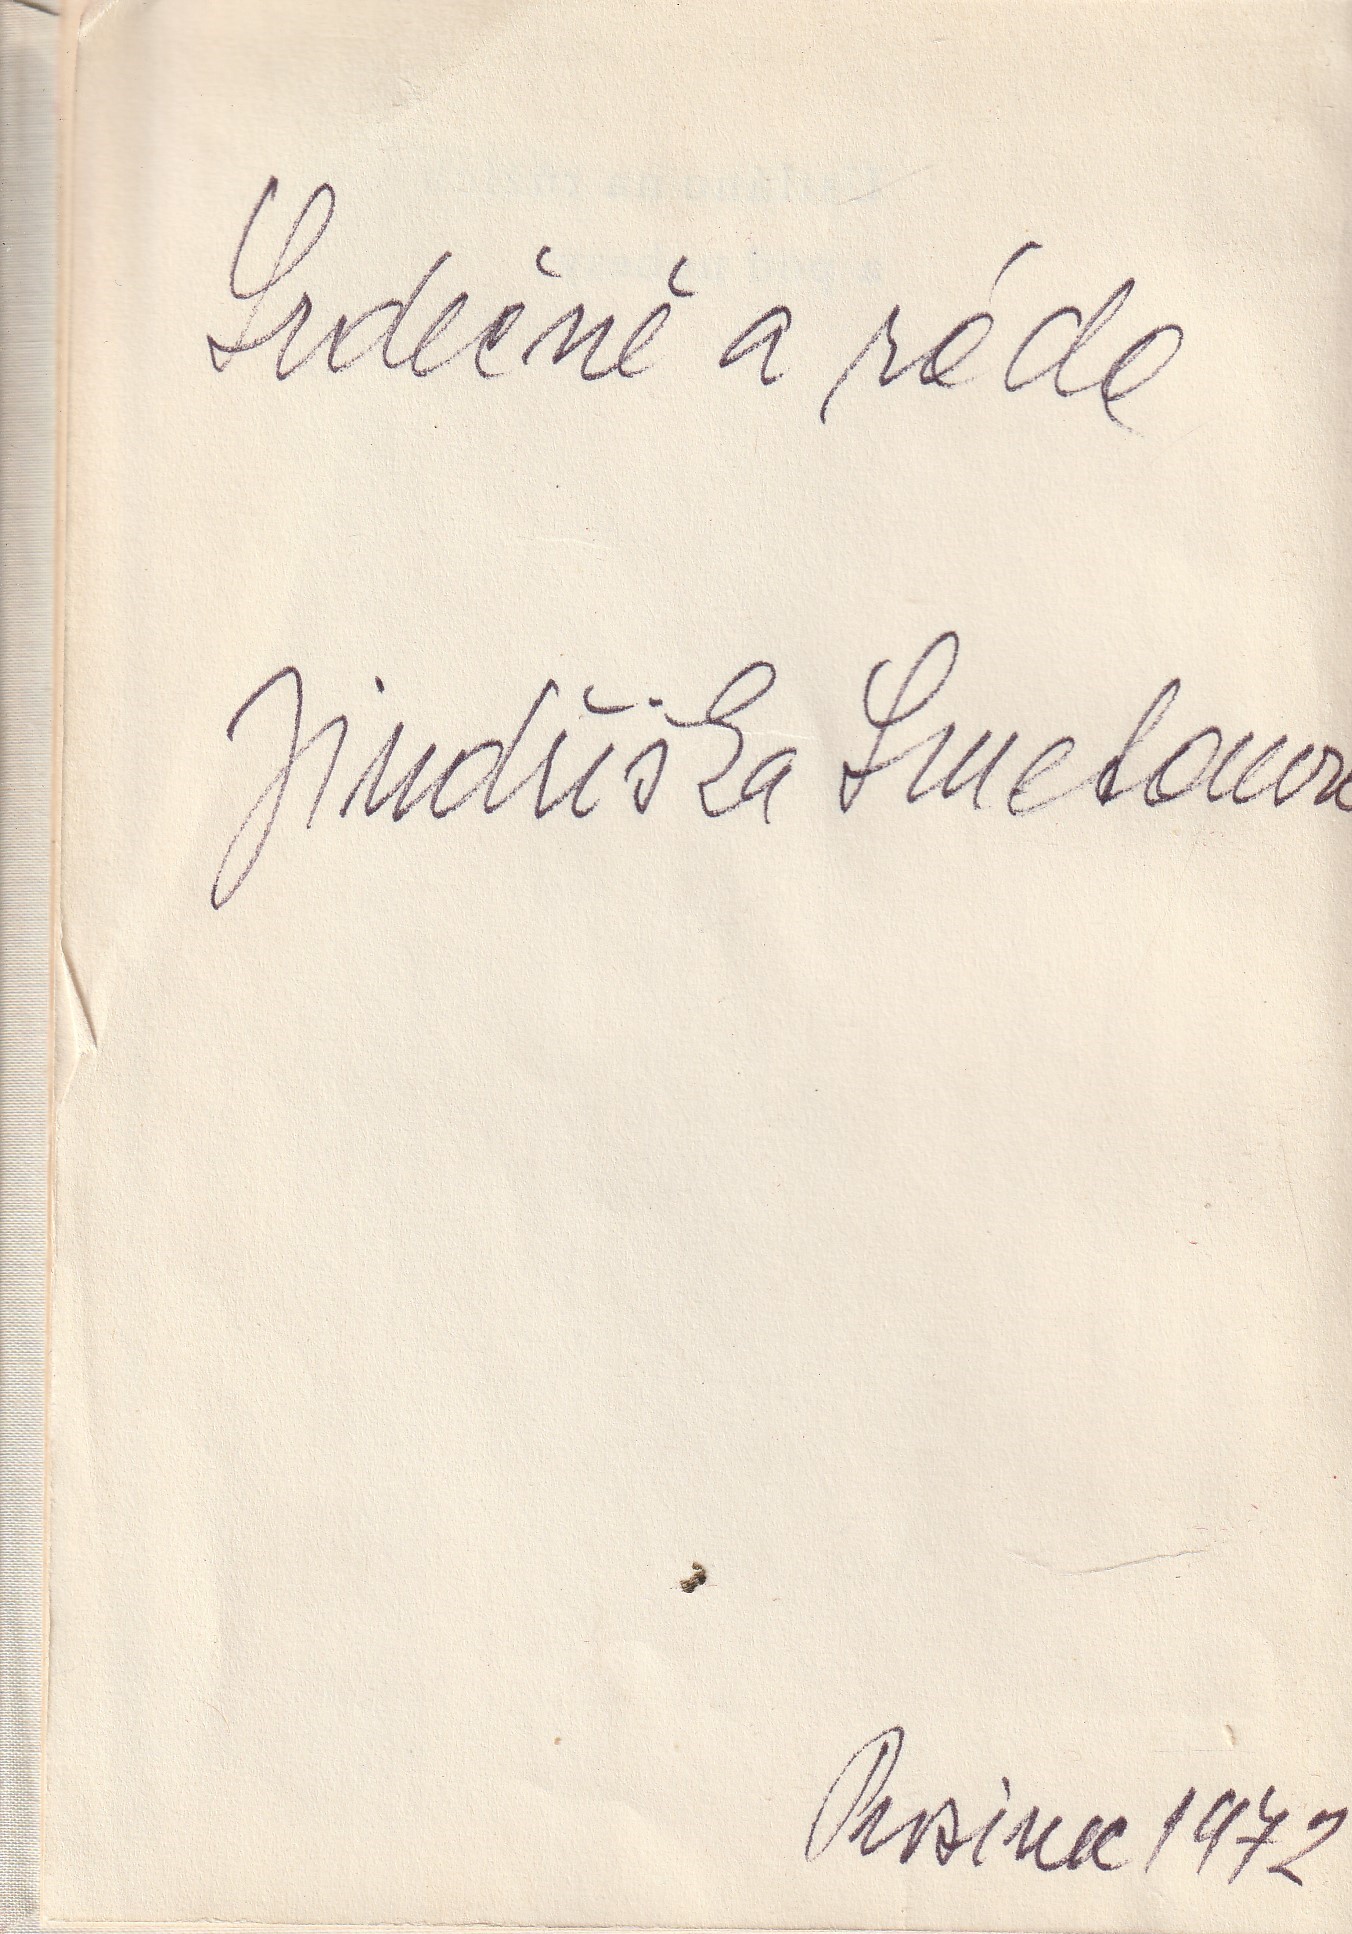 Srdečně a ráda
Jindřiška Smetanová
Prosinec 1972